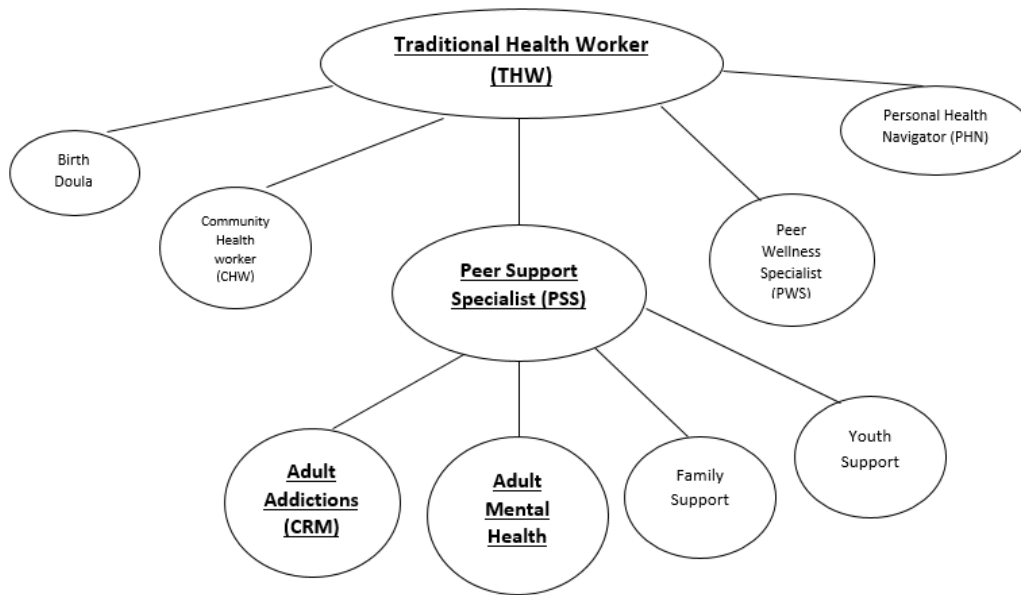 Traditional Health Worker
(THW)
Birth
Doula
Community
Health
worker
(CHW)
Peer Support
Specialist (PSS)
Peer
Wellness
Specialist
(PWS)
Personal Health
Navigator (PHN)
Adult
Addictions
(CRM)
Adult
Mental
Health
Family
Support
Youth
Support